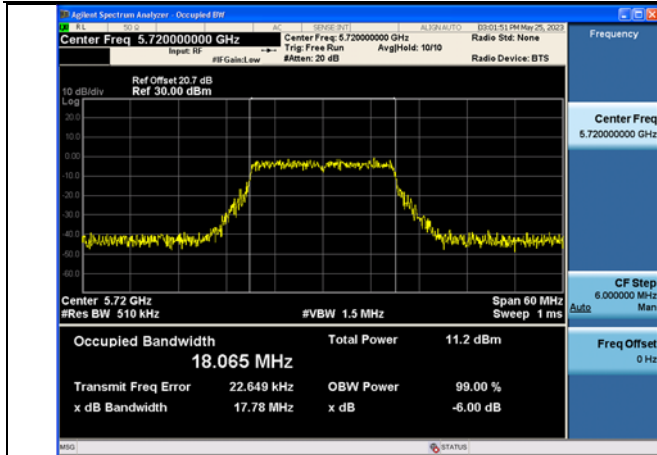 Agilent Spectrum Analyzer - Occupied BW
RL 50 Ω AC SENSE:INT ALIGN AUTO 03:01:51 PM May 25, 2023
Center Freq 5.720000000 GHz Center Freq: 5.720000000 GHz Radio Std: None
Input: RF Trig: Free Run Avg|Hold: 10/10
#IFGain:Low #Atten: 20 dB Radio Device: BTS
Frequency
Ref Offset 20.7 dB
10 dB/div Ref 30.00 dBm
Log
20.0
10.0
0.00
-10.0
-20.0
-30.0
-40.0
-50.0
-60.0
Center Freq
5.720000000 GHz
Center 5.72 GHz Span 60 MHz
#Res BW 510 kHz #VBW 1.5 MHz Sweep 1 ms
CF Step
6.000000 MHz
Auto Man
Occupied Bandwidth Total Power 11.2 dBm
18.065 MHz
Transmit Freq Error 22.649 kHz OBW Power 99.00 %
x dB Bandwidth 17.78 MHz x dB -6.00 dB
Freq Offset
0 Hz
MSG STATUS